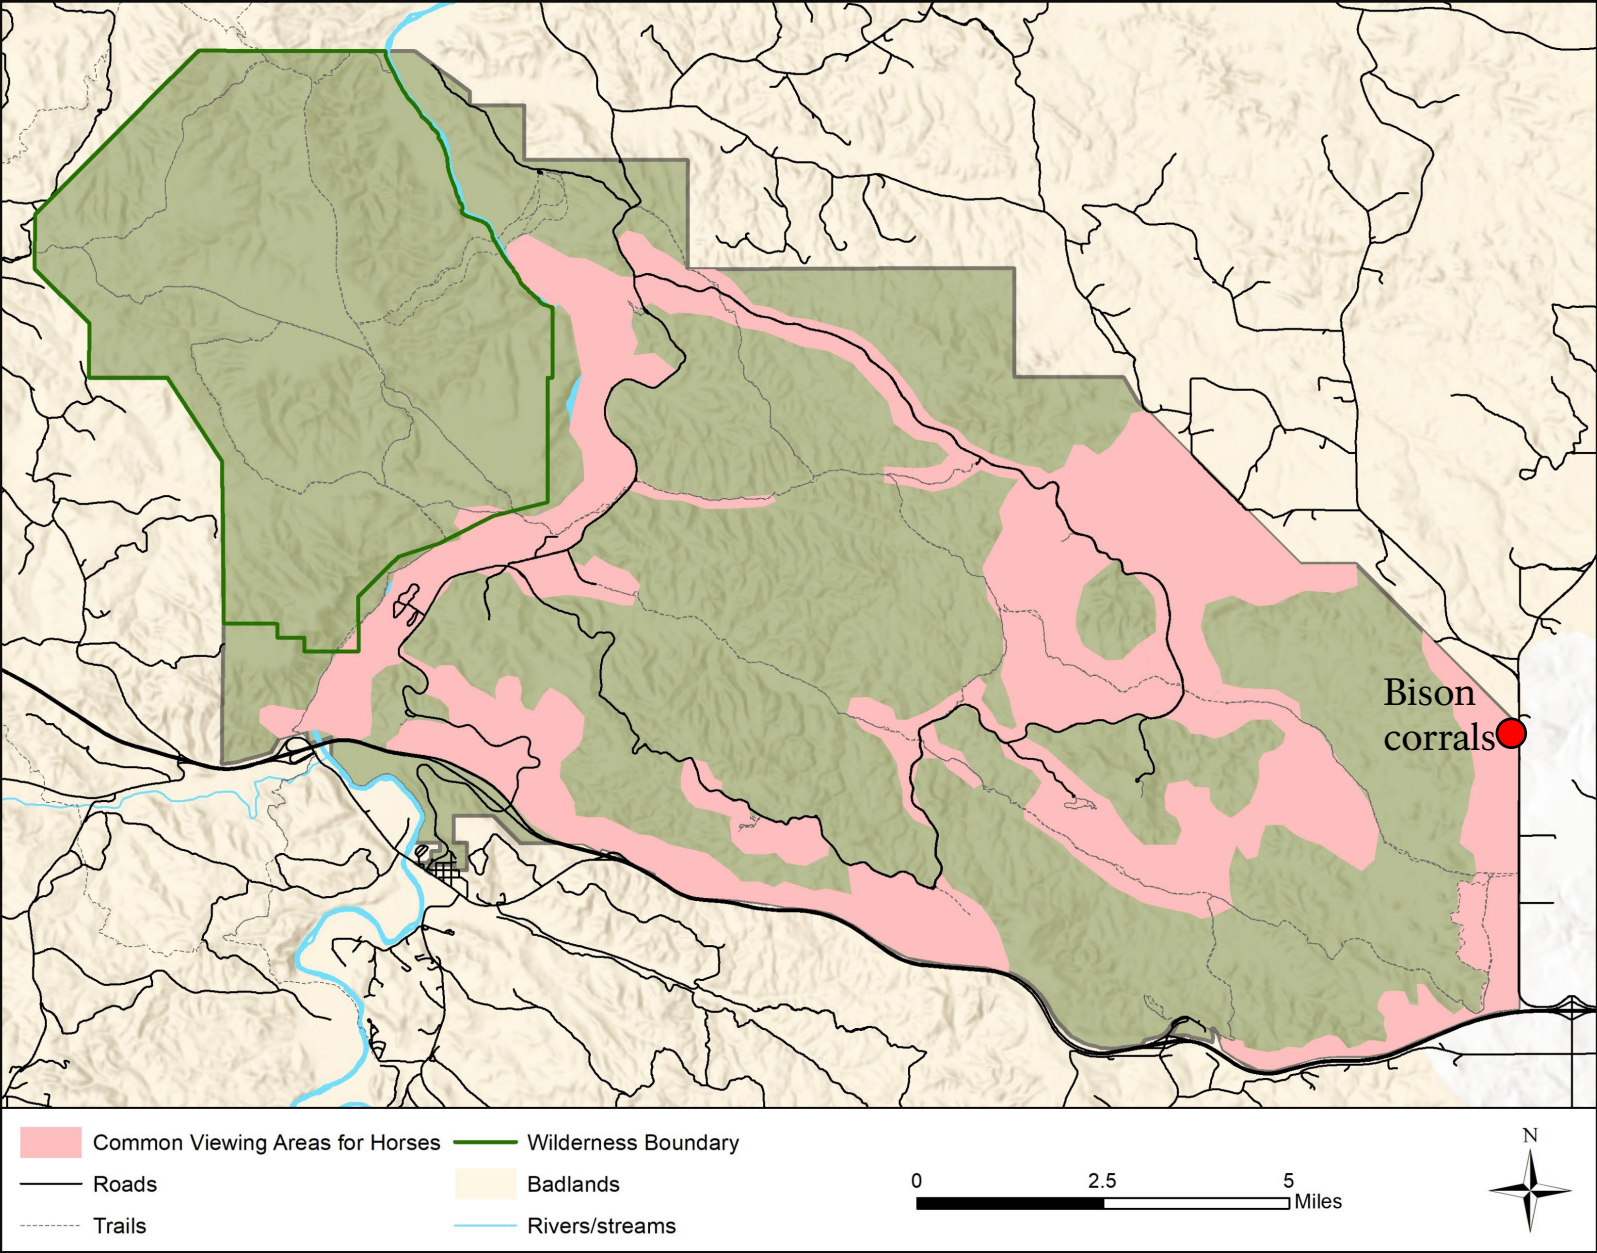 Bison
corrals
Common Viewing Areas for Horses
Wilderness Boundary
Roads
Badlands
Trails
Rivers/streams
0 2.5 5
Miles
N